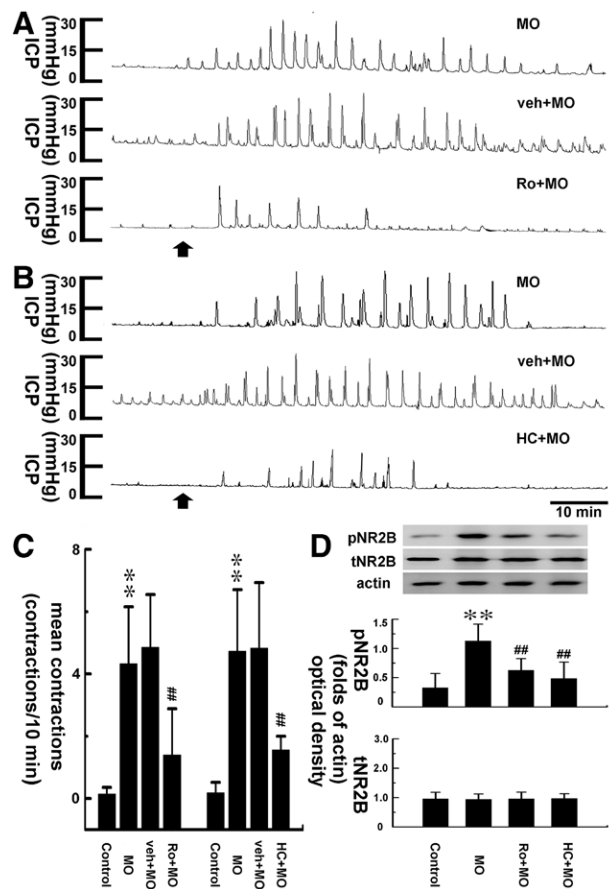 A
MO
30
15
0
ICP
(mmHg)
veh+MO
30
15
0
ICP
(mmHg)
Ro+MO
30
15
0
ICP
(mmHg)
B
MO
30
15
0
ICP
(mmHg)
veh+MO
30
15
0
ICP
(mmHg)
HC+MO
30
15
0
ICP
(mmHg)
10 min
C
mean contractions
(contractions/10 min)
8
4
0
**
##
**
##
Control
MO
veh+MO
Ro+MO
Control
MO
veh+MO
HC+MO
D
pNR2B
tNR2B
actin
pNR2B
tNR2B
(folds of actin)
optical density
1.5
1.0
0.5
0.0
**
##
##
3.0
2.0
1.0
0.0
Control
MO
Ro+MO
HC+MO